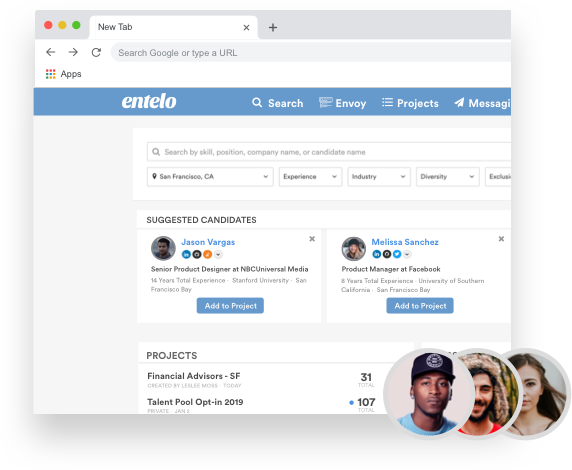 New Tab
Search Google or type a URL
Apps
entelo
Search Envoy Projects Messagi
Search by skill, position, company name, or candidate name
San Francisco, CA Experience Industry Diversity Exclusi
SUGGESTED CANDIDATES
Jason Vargas
Senior Product Designer at NBCUniversal Media
14 Years Total Experience · Stanford University · San
Francisco Bay
Add to Project
Melissa Sanchez
Product Manager at Facebook
8 Years Total Experience · University of Southern
California · San Francisco Bay
Add to Project
PROJECTS
Financial Advisors - SF 31
CREATED BY LESLEE MOSS · TODAY TOTAL
Talent Pool Opt-in 2019 107
PRIVATE · JAN 6 TOTAL